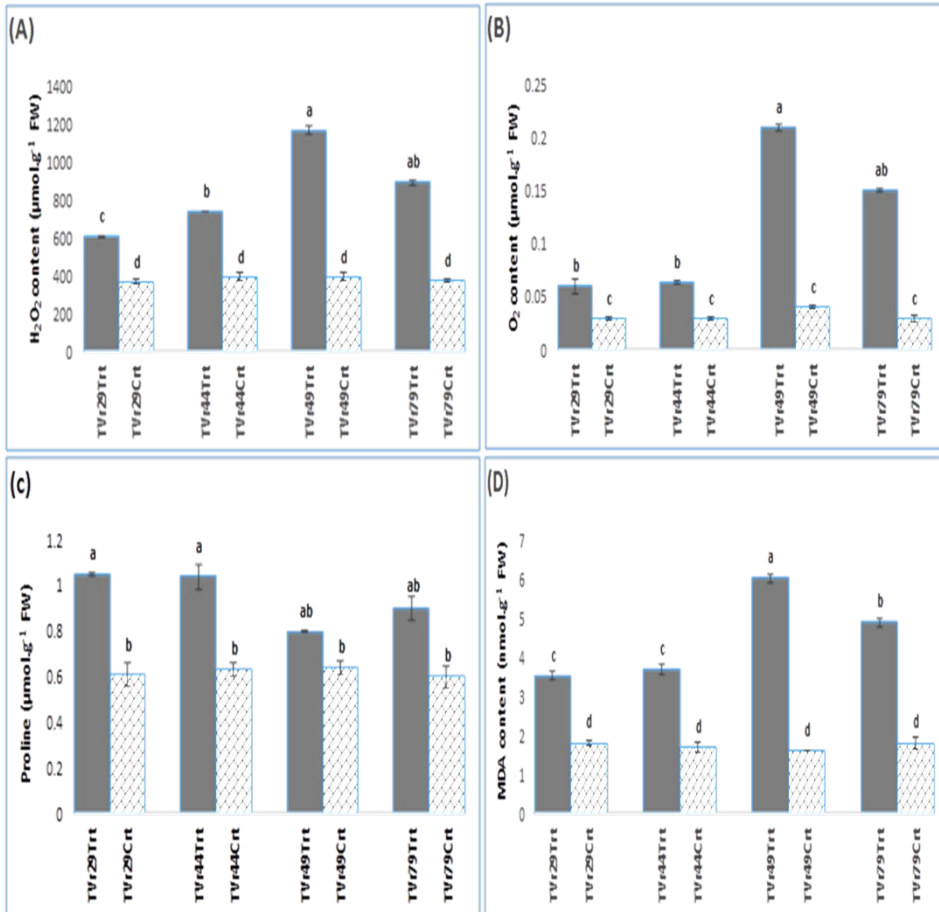 (A)
H₂O₂ content (µmol.g⁻¹ FW)
1400
1200
1000
800
600
400
200
0
c
d
b
d
a
d
ab
d
TVr29Trt
TVr29Crt
TVr44Trt
TVr44Crt
TVr49Trt
TVr49Crt
TVr79Trt
TVr79Crt
(B)
O₂ content (µmol.g⁻¹ FW)
0.25
0.2
0.15
0.1
0.05
0
b
c
b
c
a
c
ab
c
TVr29Trt
TVr29Crt
TVr44Trt
TVr44Crt
TVr49Trt
TVr49Crt
TVr79Trt
TVr79Crt
(c)
Proline (µmol.g⁻¹ FW)
1.2
1
0.8
0.6
0.4
0.2
0
a
b
a
b
ab
b
ab
b
TVr29Trt
TVr29Crt
TVr44Trt
TVr44Crt
TVr49Trt
TVr49Crt
TVr79Trt
TVr79Crt
(D)
MDA content (nmol.g⁻¹ FW)
7
6
5
4
3
2
1
0
c
d
c
d
a
d
b
d
TVr29Trt
TVr29Crt
TVr44Trt
TVr44Crt
TVr49Trt
TVr49Crt
TVr79Trt
TVr79Crt